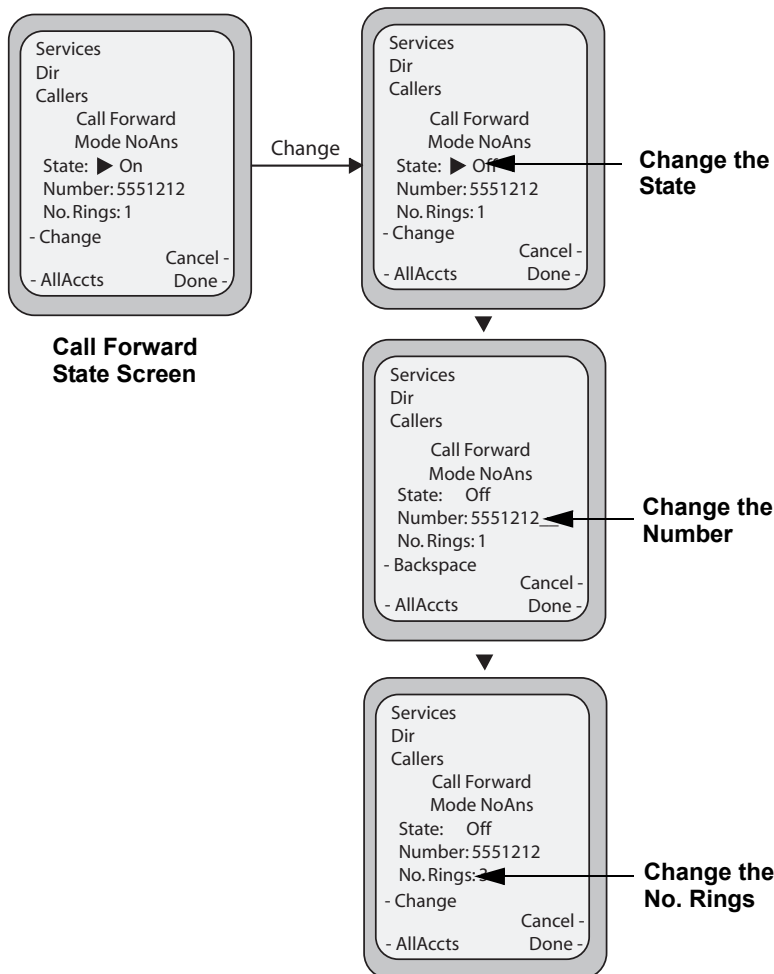 Services
Dir
Callers
Call Forward
Mode NoAns
State: ▶ On
Number: 5551212
No. Rings: 1
- Change
Cancel -
- AllAccts Done -
Call Forward
State Screen
Change
Services
Dir
Callers
Call Forward
Mode NoAns
State: ▶ Off
Number: 5551212
No. Rings: 1
- Change
Cancel -
- AllAccts Done -
Change the
State
Services
Dir
Callers
Call Forward
Mode NoAns
State: Off
Number: 5551212__
No. Rings: 1
- Backspace
Cancel -
- AllAccts Done -
Change the
Number
Services
Dir
Callers
Call Forward
Mode NoAns
State: Off
Number: 5551212
No. Rings:
- Change
Cancel -
- AllAccts Done -
Change the
No. Rings